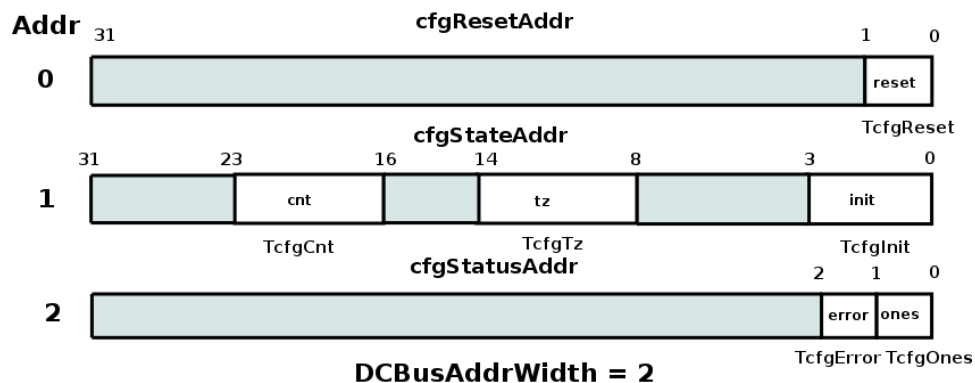 Addr
cfgResetAddr
31 1 0
0 reset
TcfgReset
cfgStateAddr
31 23 16 14 8 3 0
1 cnt tz init
TcfgCnt TcfgTz TcfgInit
cfgStatusAddr
2 1 0
2 error ones
TcfgError TcfgOnes
DCBusAddrWidth = 2